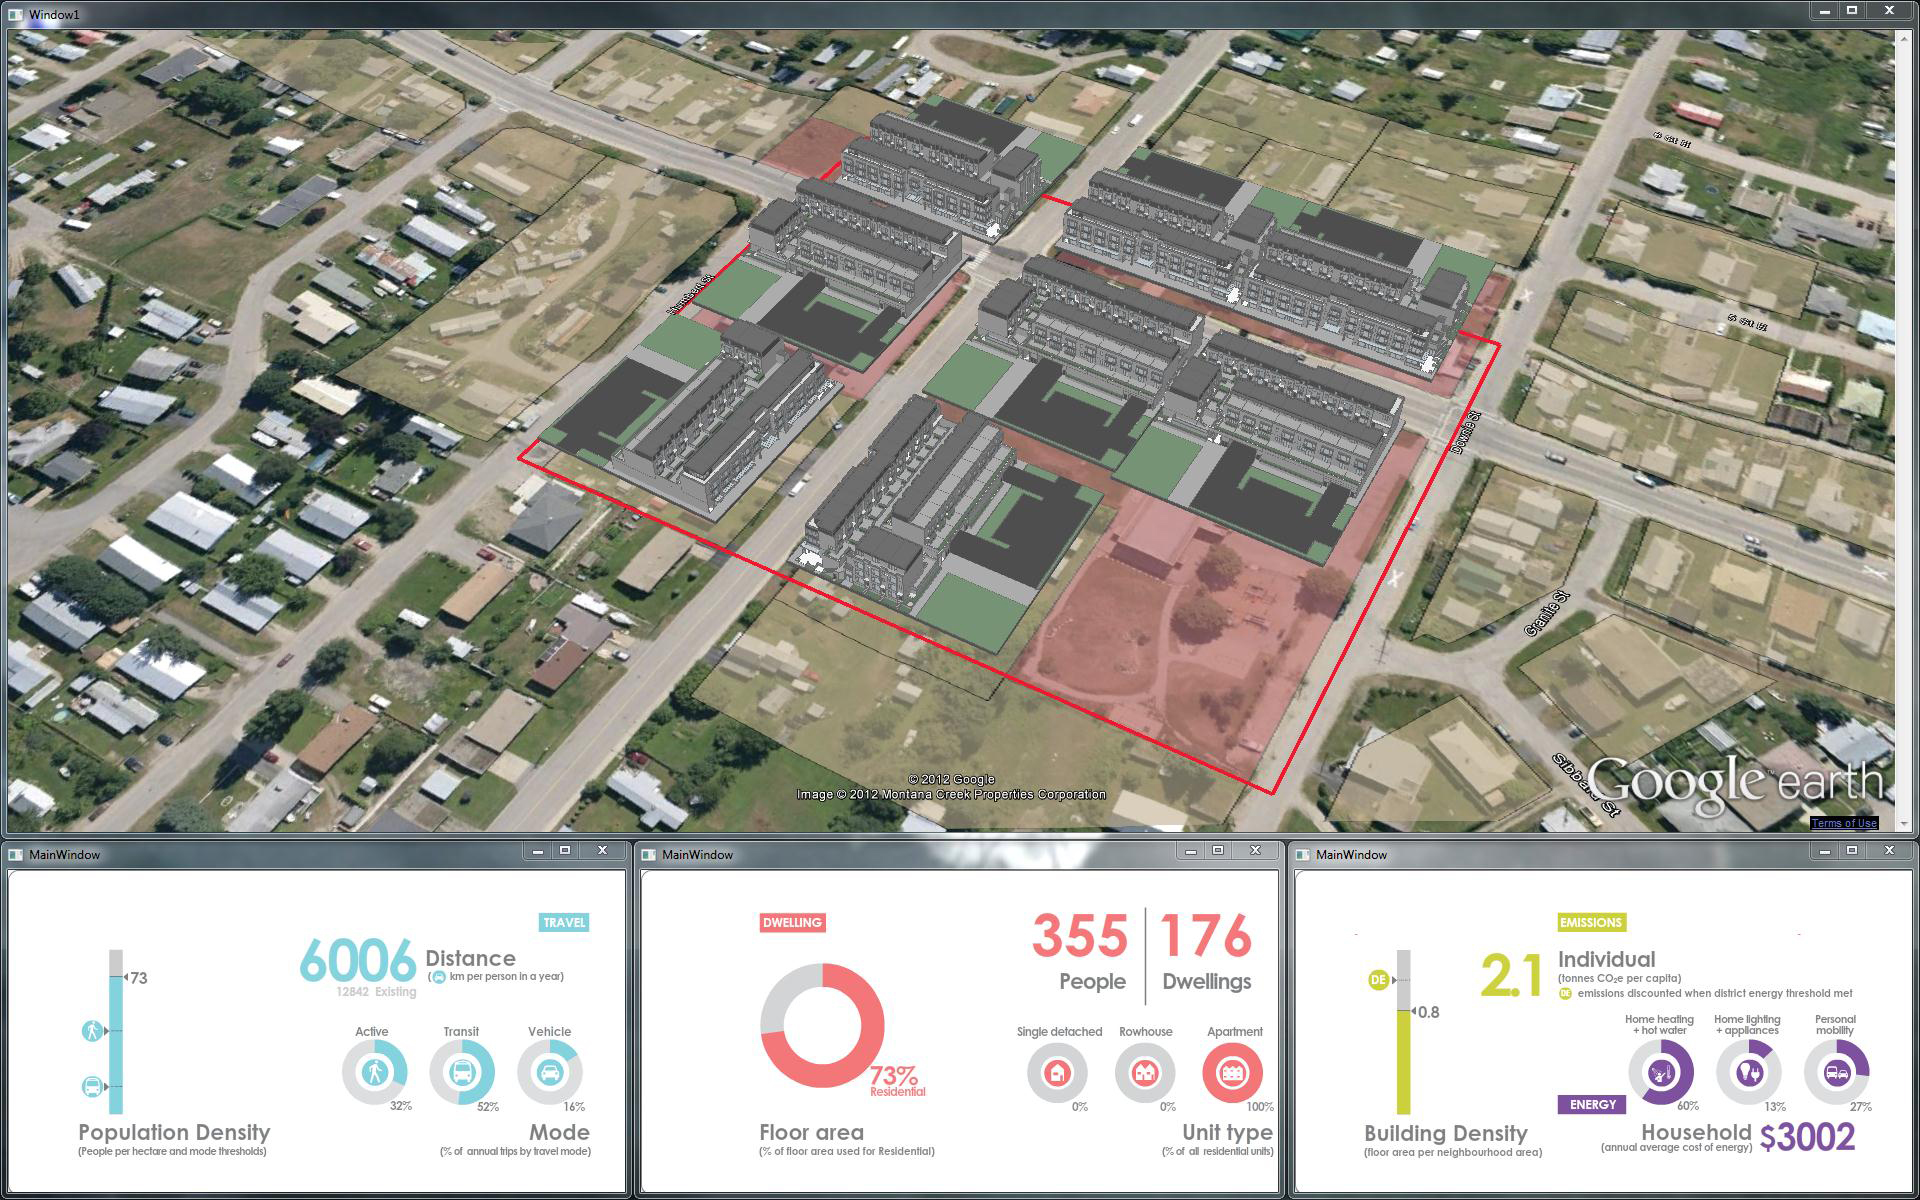 Window1
S St H
S St H
Humbert St
Downie St
Granite St
Sibbald St
© 2012 Google
Image © 2012 Montana Creek Properties Corporation
Google earth
Terms of Use
MainWindow
TRAVEL
6006 Distance
(km per person in a year)
12842 Existing
73
Active
Transit
Vehicle
32%
52%
16%
Population Density
(People per hectare and mode thresholds)
Mode
(% of annual trips by travel mode)
MainWindow
DWELLING
73%
Residential
Floor area
(% of floor area used for Residential)
355
People
176
Dwellings
Single detached
Rowhouse
Apartment
0%
0%
100%
Unit type
(% of all residential units)
MainWindow
EMISSIONS
DE
0.8
2.1 Individual
(tonnes CO₂e per capita)
DE emissions discounted when district energy threshold met
Home heating
+ hot water
Home lighting
+ appliances
Personal
mobility
60%
13%
27%
ENERGY
Building Density
(floor area per neighbourhood area)
Household $3002
(annual average cost of energy)